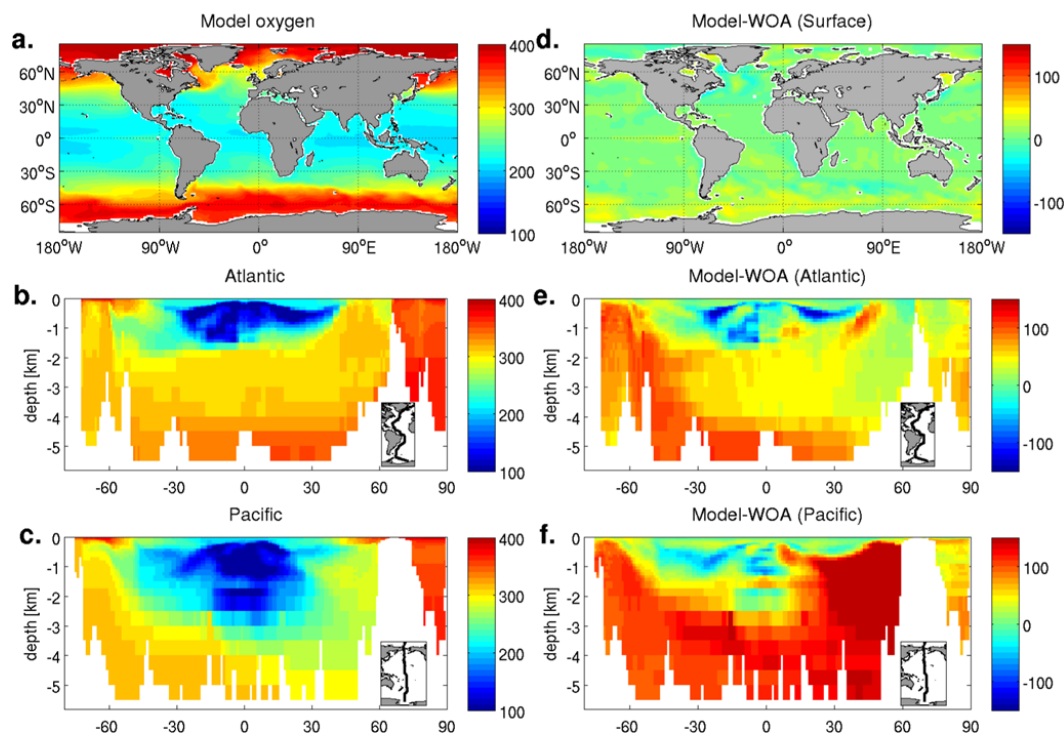 a.
Model oxygen
60°N
30°N
0°
30°S
60°S
180°W 90°W 0° 90°E 180°W
400
300
200
100
d.
Model-WOA (Surface)
60°N
30°N
0°
30°S
60°S
180°W 90°W 0° 90°E 180°W
100
0
-100
b.
Atlantic
depth [km]
0
-1
-2
-3
-4
-5
-60 -30 0 30 60 90
400
300
200
100
e.
Model-WOA (Atlantic)
depth [km]
0
-1
-2
-3
-4
-5
-60 -30 0 30 60 90
100
0
-100
c.
Pacific
depth [km]
0
-1
-2
-3
-4
-5
-60 -30 0 30 60 90
400
300
200
100
f.
Model-WOA (Pacific)
depth [km]
0
-1
-2
-3
-4
-5
-60 -30 0 30 60 90
100
0
-100